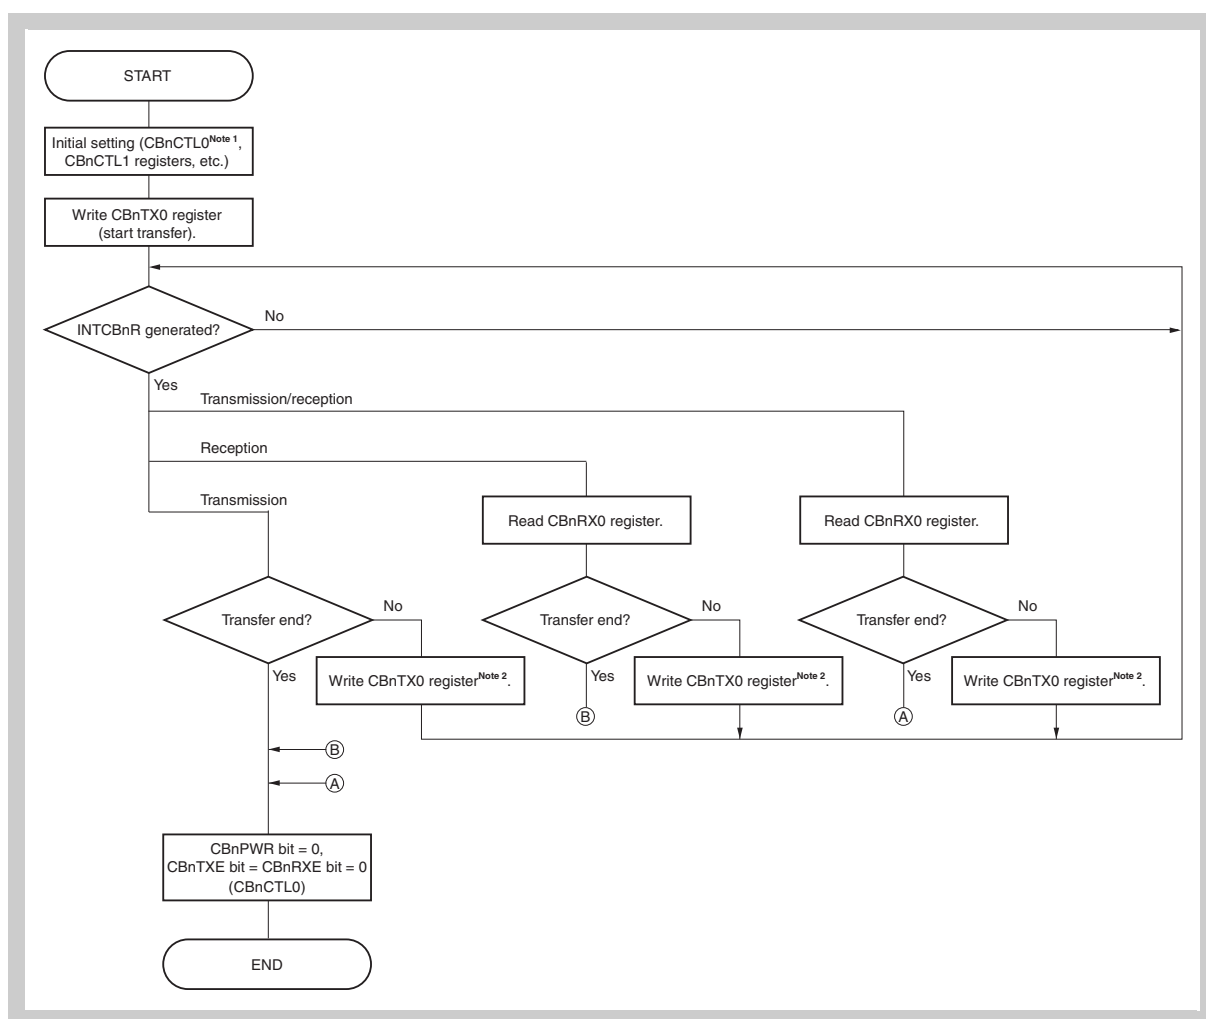 START
Initial setting (CBnCTL0Note 1,
CBnCTL1 registers, etc.)
Write CBnTX0 register
(start transfer).
INTCBnR generated?
No
Yes
Transmission/reception
Reception
Transmission
Read CBnRX0 register.
Read CBnRX0 register.
Transfer end?
No
Transfer end?
No
Transfer end?
No
Yes
Write CBnTX0 registerNote 2.
Yes
Write CBnTX0 registerNote 2.
Yes
Write CBnTX0 registerNote 2.
B
A
B
A
CBnPWR bit = 0,
CBnTXE bit = CBnRXE bit = 0
(CBnCTL0)
END